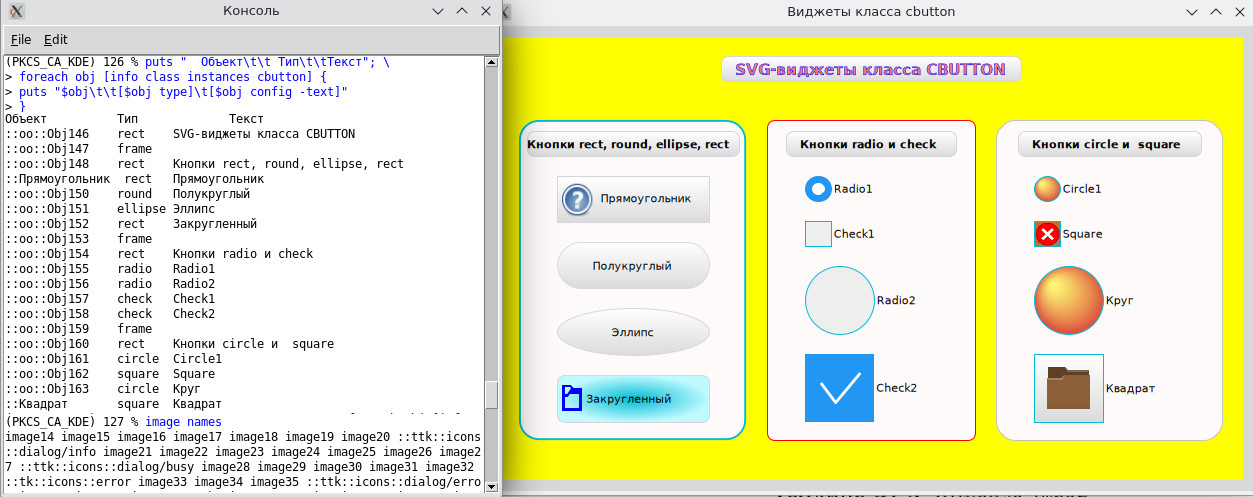 Консоль
File Edit
(PKCS_CA_KDE) 126 % puts "  Объект\t\t Тип\t\tТекст"; \
> foreach obj [info class instances cbutton] {
> puts "$obj\t\t[$obj type]\t[$obj config -text]"
> }
Объект Тип Текст
::oo::Obj146 rect SVG-виджеты класса CBUTTON
::oo::Obj147 frame
::oo::Obj148 rect Кнопки rect, round, ellipse, rect
::Прямоугольник rect Прямоугольник
::oo::Obj150 round Полукруглый
::oo::Obj151 ellipse Эллипс
::oo::Obj152 rect Закругленный
::oo::Obj153 frame
::oo::Obj154 rect Кнопки radio и check
::oo::Obj155 radio Radio1
::oo::Obj156 radio Radio2
::oo::Obj157 check Check1
::oo::Obj158 check Check2
::oo::Obj159 frame
::oo::Obj160 rect Кнопки circle и  square
::oo::Obj161 circle Circle1
::oo::Obj162 square Square
::oo::Obj163 circle Круг
::Квадрат square Квадрат
(PKCS_CA_KDE) 127 % image names
image14 image15 image16 image17 image18 image19 image20 ::ttk::icons
::dialog/info image21 image22 image23 image24 image25 image26 image2
7 ::ttk::icons::dialog/busy image28 image29 image30 image31 image32
::tk::icons::error image33 image34 image35 ::ttk::icons::dialog/erro
Виджеты класса cbutton
SVG-виджеты класса CBUTTON
Кнопки rect, round, ellipse, rect
Прямоугольник
Полукруглый
Эллипс
Закругленный
Кнопки radio и check
Radio1
Check1
Radio2
Check2
Кнопки circle и  square
Circle1
Square
Круг
Квадрат